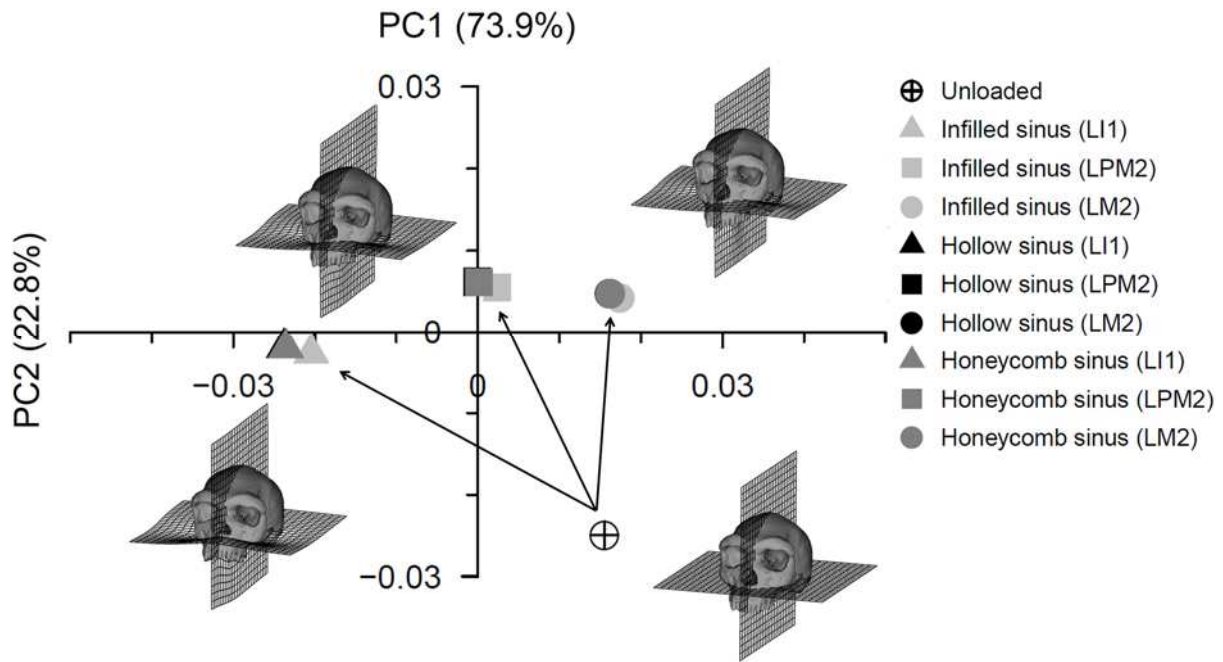 PC1 (73.9%)
0.03
PC2 (22.8%)
0
−0.03
0
0.03
−0.03
Unloaded
Infilled sinus (LI1)
Infilled sinus (LPM2)
Infilled sinus (LM2)
Hollow sinus (LI1)
Hollow sinus (LPM2)
Hollow sinus (LM2)
Honeycomb sinus (LI1)
Honeycomb sinus (LPM2)
Honeycomb sinus (LM2)